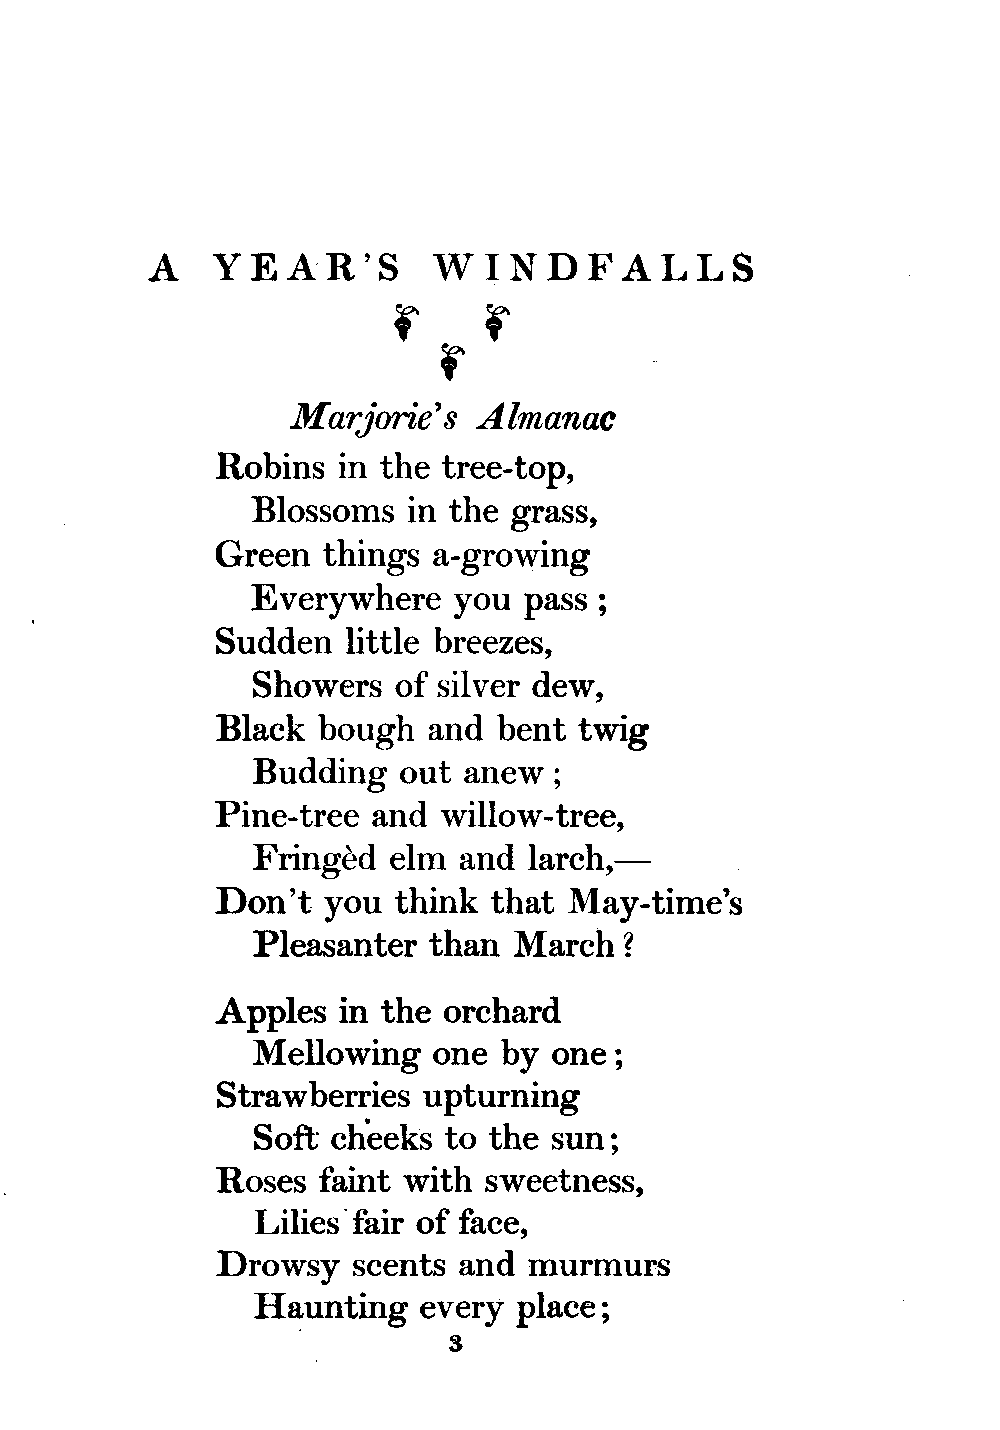 A YEAR'S WINDFALLS
Marjorie's Almanac
Robins in the tree-top,
Blossoms in the grass,
Green things a-growing
Everywhere you pass ;
Sudden little breezes,
Showers of silver dew,
Black bough and bent twig
Budding out anew ;
Pine-tree and willow-tree,
Fringèd elm and larch,—
Don't you think that May-time's
Pleasanter than March ?
Apples in the orchard
Mellowing one by one ;
Strawberries upturning
Soft cheeks to the sun ;
Roses faint with sweetness,
Lilies fair of face,
Drowsy scents and murmurs
Haunting every place ;
3